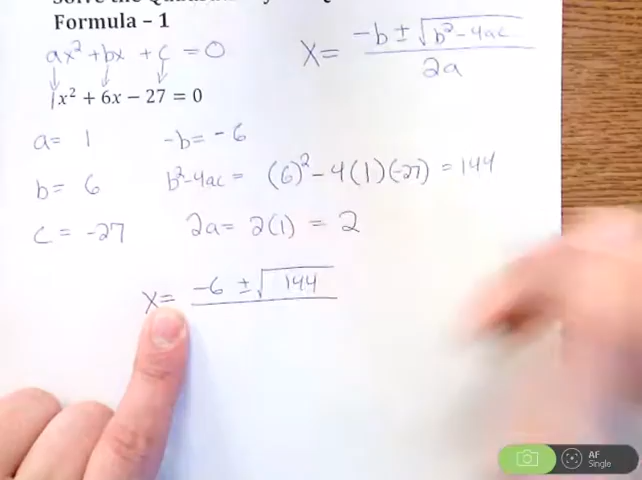 Formula – 1
ax² + bx + c = 0
x = -b ± √b² - 4ac / 2a
1x² + 6x − 27 = 0
a = 1 -b = -6
b = 6 b² - 4ac = (6)² - 4(1)(-27) = 144
c = -27 2a = 2(1) = 2
x = -6 ± √144
AF
Single